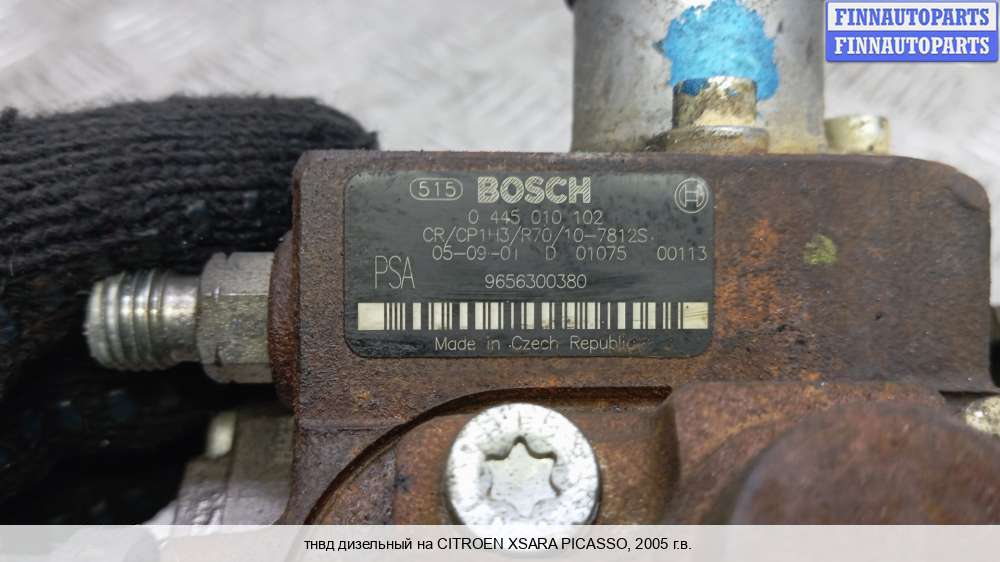 FINNAUTOPARTS
FINNAUTOPARTS
515 BOSCH
0 445 010 102
CR/CP1H3/R70/10-7812S
05-09-01 D 01075 00113
PSA 9656300380
Made in Czech Republic
тнвд дизельный на CITROEN XSARA PICASSO, 2005 г.в.